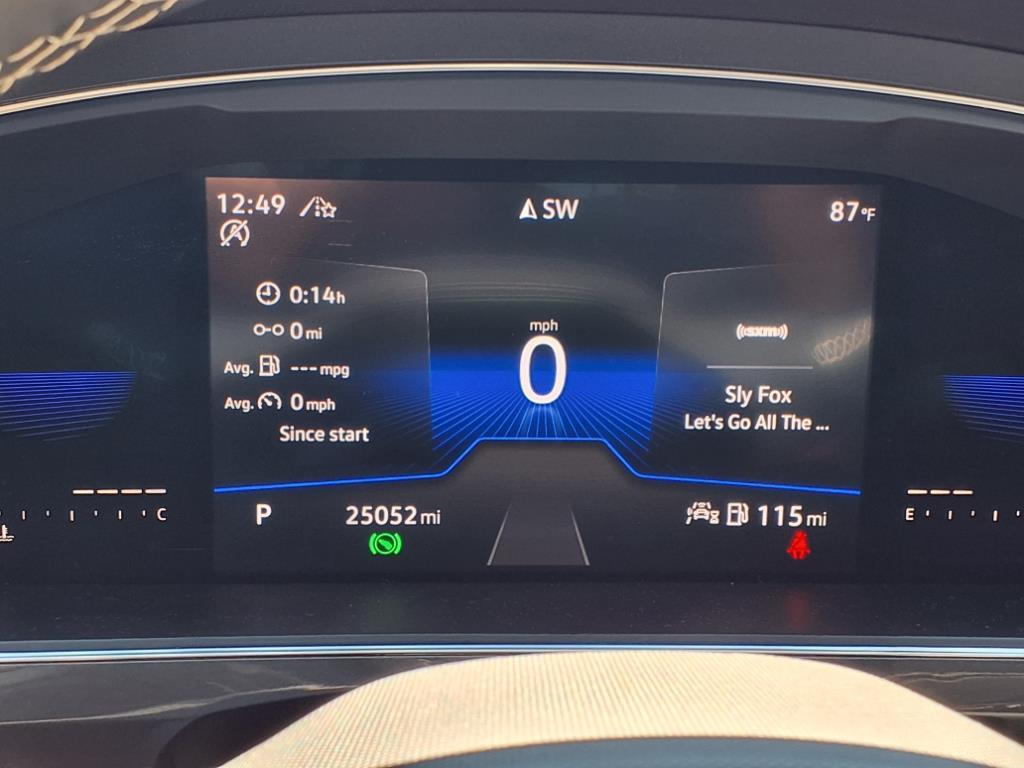 12:49
SW
87°F
0:14h
0 mi
Avg. --- mpg
Avg. 0 mph
Since start
mph
0
((sxm))
Sly Fox
Let's Go All The ...
C
P
25052 mi
115 mi
E